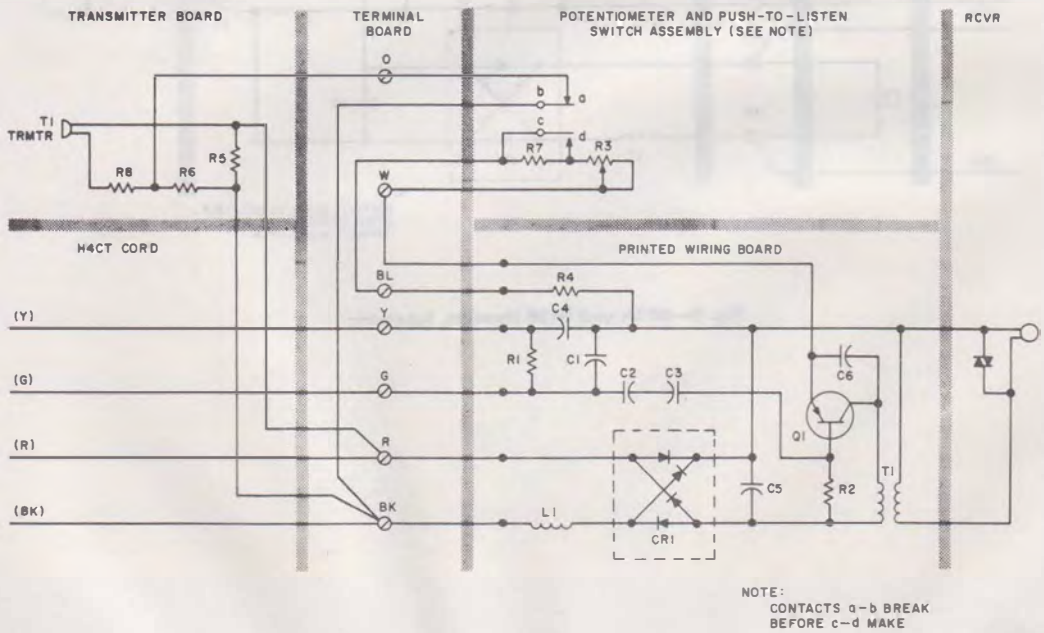 TRANSMITTER BOARD
TERMINAL
BOARD
POTENTIOMETER AND PUSH-TO-LISTEN
SWITCH ASSEMBLY (SEE NOTE)
RCVR
O
b
a
c
d
T1
TRMTR
R5
R7
R3
R8
R6
W
H4CT CORD
PRINTED WIRING BOARD
BL
R4
(Y)
Y
C4
R1
C1
C6
(G)
G
C2
C3
Q1
(R)
R
T1
C5
R2
(BK)
BK
L1
CR1
NOTE:
CONTACTS a-b BREAK
BEFORE c-d MAKE